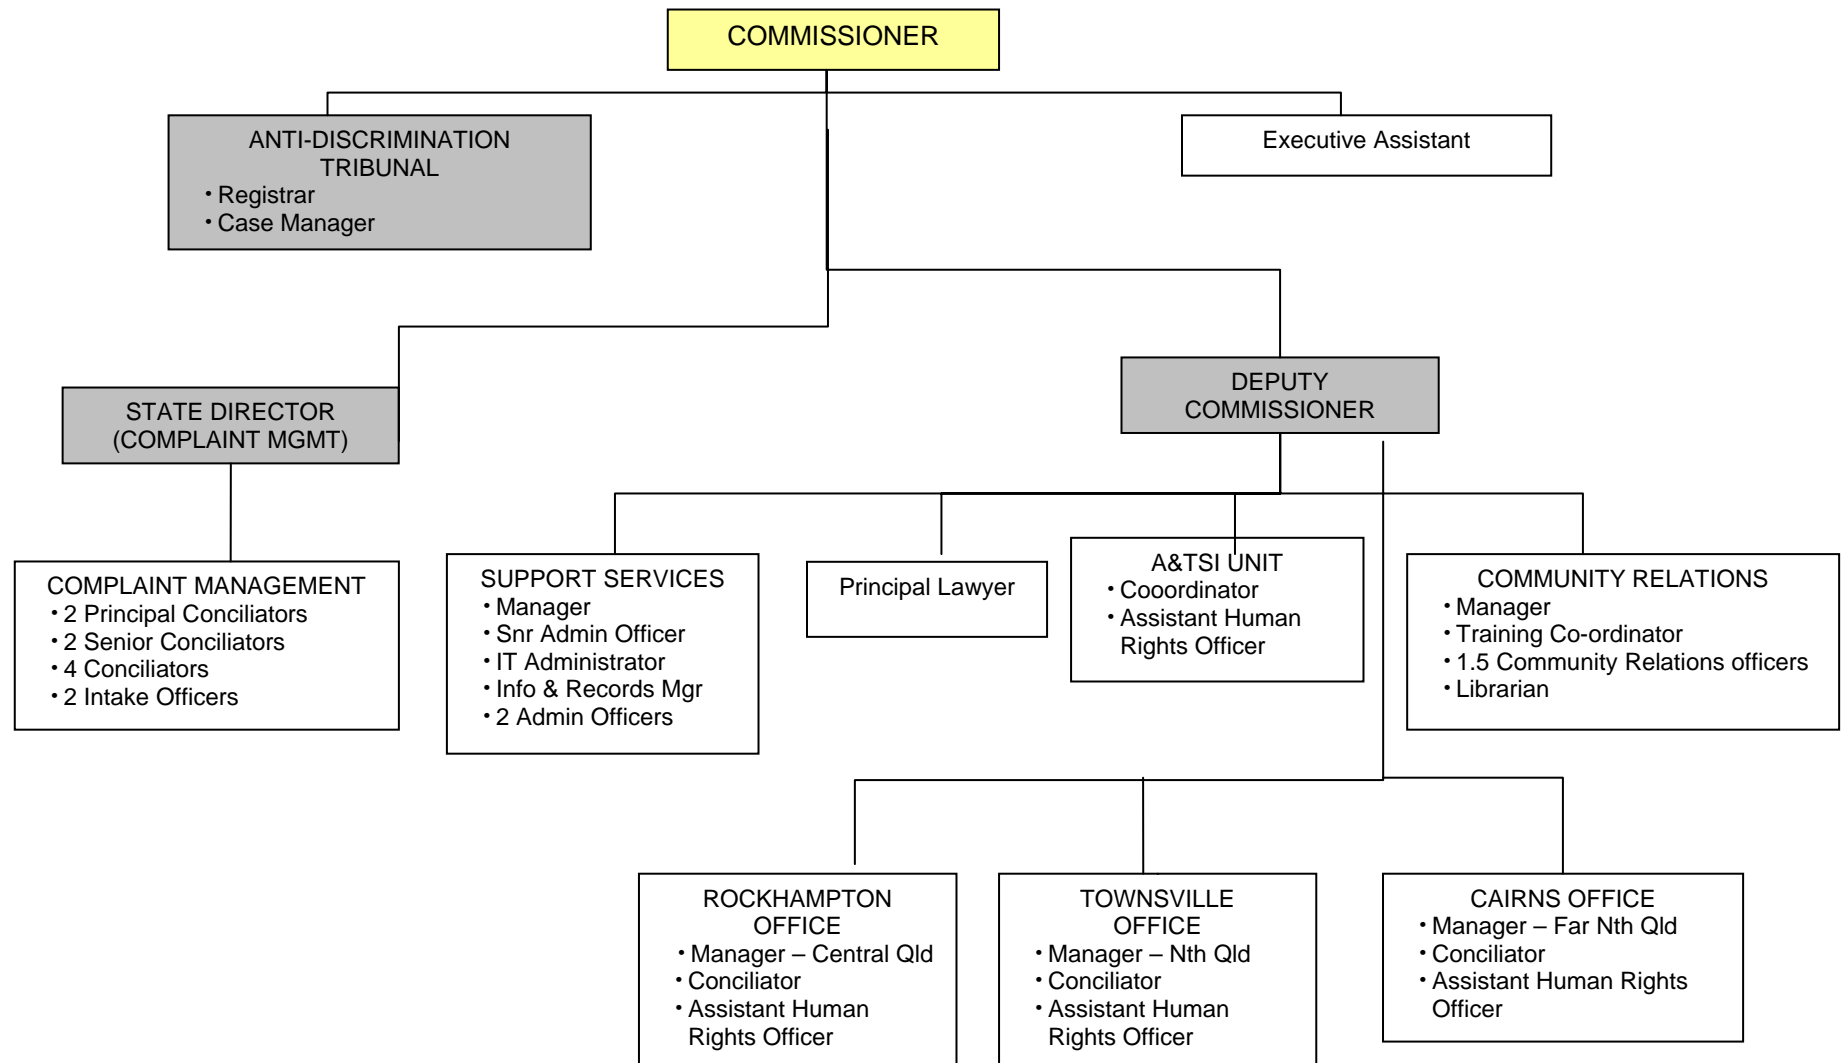 COMMISSIONER
ANTI-DISCRIMINATION
TRIBUNAL
• Registrar
• Case Manager
Executive Assistant
STATE DIRECTOR
(COMPLAINT MGMT)
DEPUTY
COMMISSIONER
COMPLAINT MANAGEMENT
• 2 Principal Conciliators
• 2 Senior Conciliators
• 4 Conciliators
• 2 Intake Officers
SUPPORT SERVICES
• Manager
• Snr Admin Officer
• IT Administrator
• Info & Records Mgr
• 2 Admin Officers
Principal Lawyer
A&TSI UNIT
• Cooordinator
• Assistant Human
Rights Officer
COMMUNITY RELATIONS
• Manager
• Training Co-ordinator
• 1.5 Community Relations officers
• Librarian
ROCKHAMPTON
OFFICE
• Manager – Central Qld
• Conciliator
• Assistant Human
Rights Officer
TOWNSVILLE
OFFICE
• Manager – Nth Qld
• Conciliator
• Assistant Human
Rights Officer
CAIRNS OFFICE
• Manager – Far Nth Qld
• Conciliator
• Assistant Human Rights
Officer